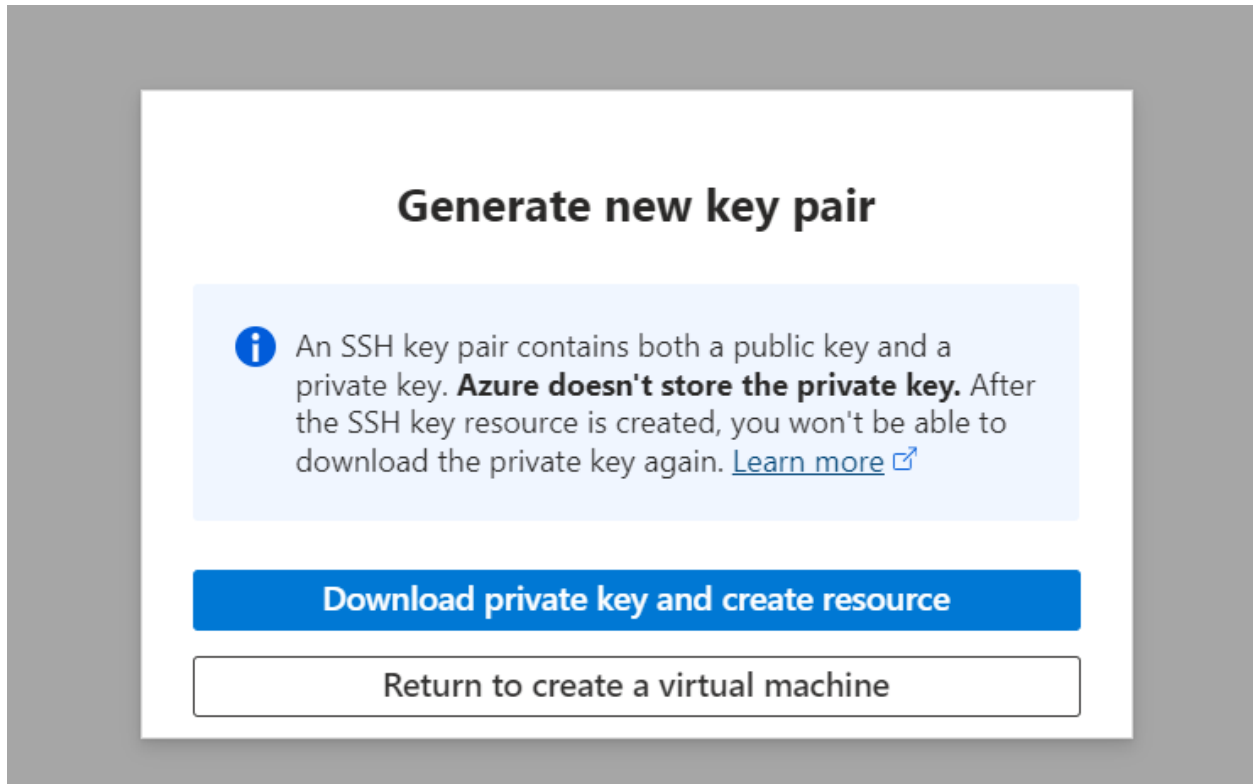 Generate new key pair
An SSH key pair contains both a public key and a
private key. Azure doesn't store the private key. After
the SSH key resource is created, you won't be able to
download the private key again. Learn more
Download private key and create resource
Return to create a virtual machine